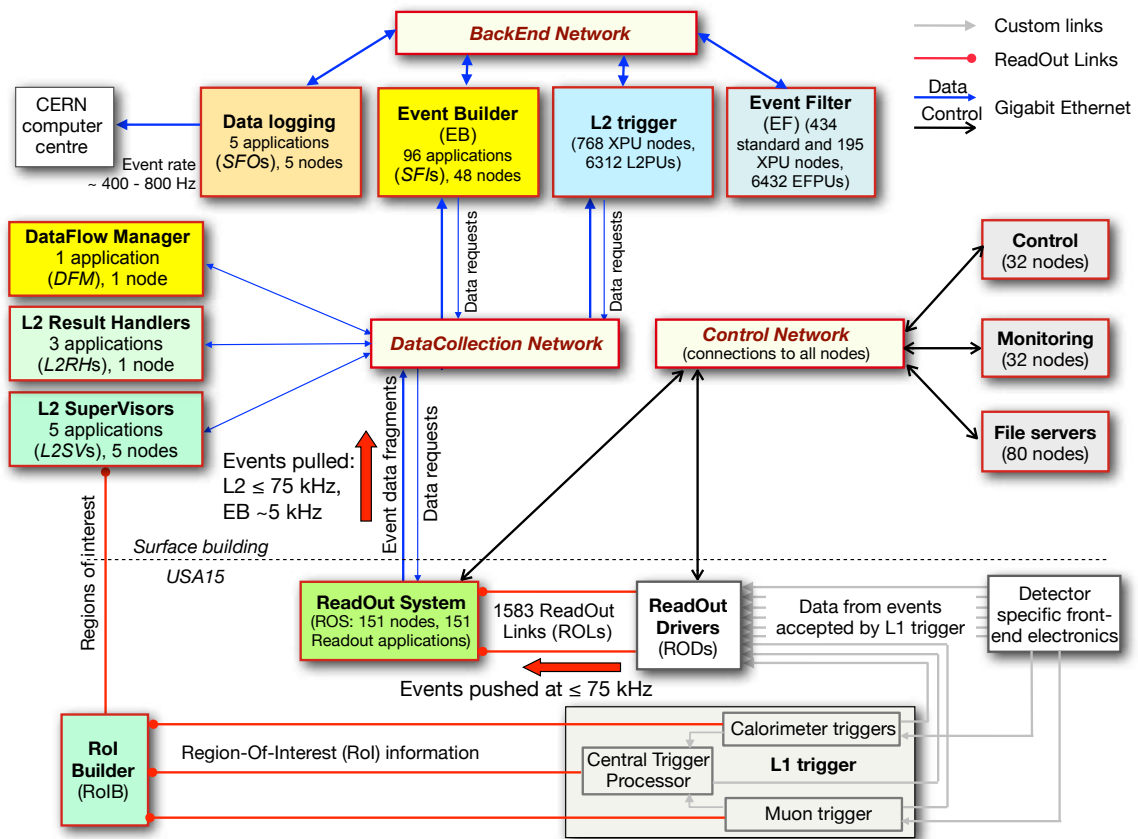 BackEnd Network
Custom links
ReadOut Links
Data
Control
Gigabit Ethernet
CERN
computer
centre
Event rate
~ 400 - 800 Hz
Data logging
5 applications
(SFOs), 5 nodes
Event Builder
(EB)
96 applications
(SFIs), 48 nodes
L2 trigger
(768 XPU nodes,
6312 L2PUs)
Event Filter
(EF) (434
standard and 195
XPU nodes,
6432 EFPUs)
Data requests
Data requests
DataFlow Manager
1 application
(DFM), 1 node
L2 Result Handlers
3 applications
(L2RHs), 1 node
L2 SuperVisors
5 applications
(L2SVs), 5 nodes
DataCollection Network
Control Network
(connections to all nodes)
Control
(32 nodes)
Monitoring
(32 nodes)
File servers
(80 nodes)
Events pulled:
L2 ≤ 75 kHz,
EB ~5 kHz
Event data fragments
Data requests
Regions of interest
Surface building
USA15
ReadOut System
(ROS: 151 nodes, 151
Readout applications)
1583 ReadOut
Links (ROLs)
ReadOut
Drivers
(RODs)
Data from events
accepted by L1 trigger
Detector
specific front-
end electronics
Events pushed at ≤ 75 kHz
RoI
Builder
(RoIB)
Region-Of-Interest (RoI) information
Calorimeter triggers
Central Trigger
Processor
L1 trigger
Muon trigger